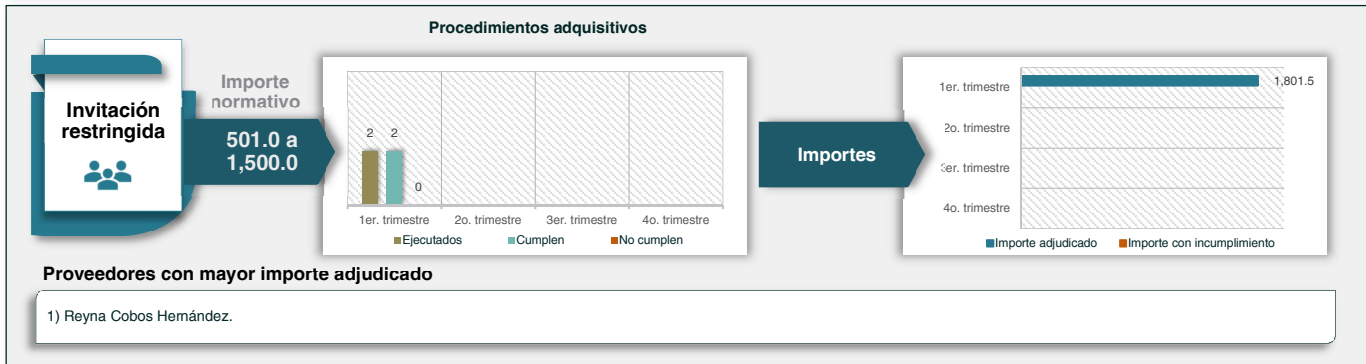 Procedimientos adquisitivos
Invitación
restringida
Importe
normativo
501.0 a
1,500.0
2 2
0
1er. trimestre 2o. trimestre 3er. trimestre 4o. trimestre
Ejecutados Cumplen No cumplen
Importes
1er. trimestre 1,801.5
2o. trimestre
3er. trimestre
4o. trimestre
Importe adjudicado Importe con incumplimiento
Proveedores con mayor importe adjudicado
1) Reyna Cobos Hernández.